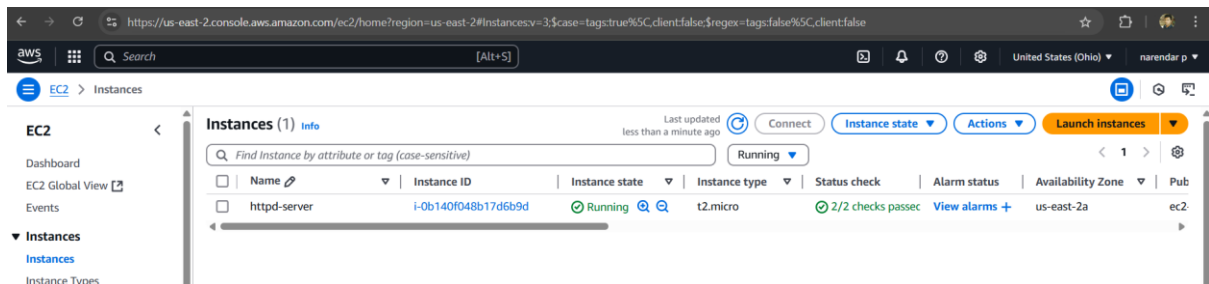 https://us-east-2.console.aws.amazon.com/ec2/home?region=us-east-2#Instances:v=3;$case=tags:true%5C,client:false;$regex=tags:false%5C,client:false
aws Search [Alt+S] United States (Ohio) narendar p
EC2 > Instances
EC2
Dashboard
EC2 Global View
Events
Instances
Instances
Instance Types
Instances (1) Info
Last updated
less than a minute ago
Connect Instance state Actions Launch instances
Find Instance by attribute or tag (case-sensitive) Running 1
Name Instance ID Instance state Instance type Status check Alarm status Availability Zone Pub
httpd-server i-0b140f048b17d6b9d Running t2.micro 2/2 checks passec View alarms + us-east-2a ec2-